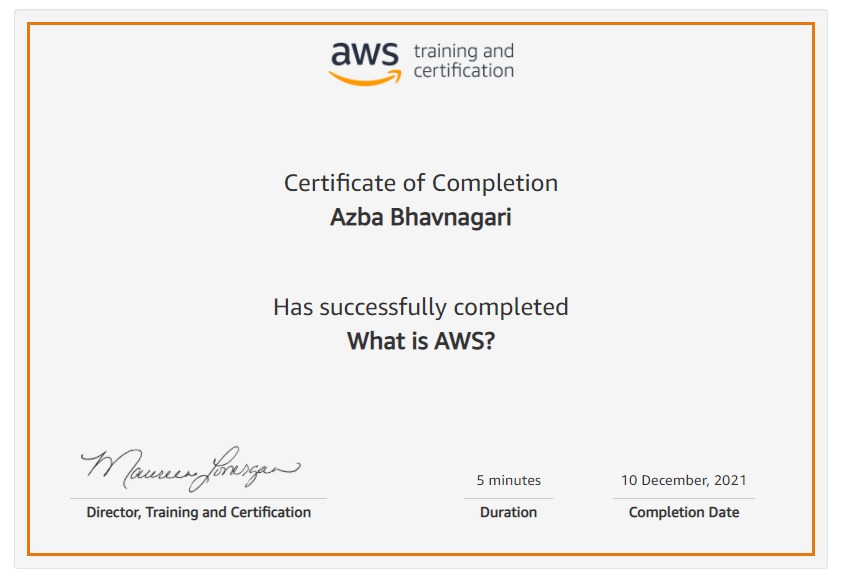 aws training and
certification
Certificate of Completion
Azba Bhavnagari
Has successfully completed
What is AWS?
Maureen Lonergan
5 minutes
10 December, 2021
Director, Training and Certification
Duration
Completion Date